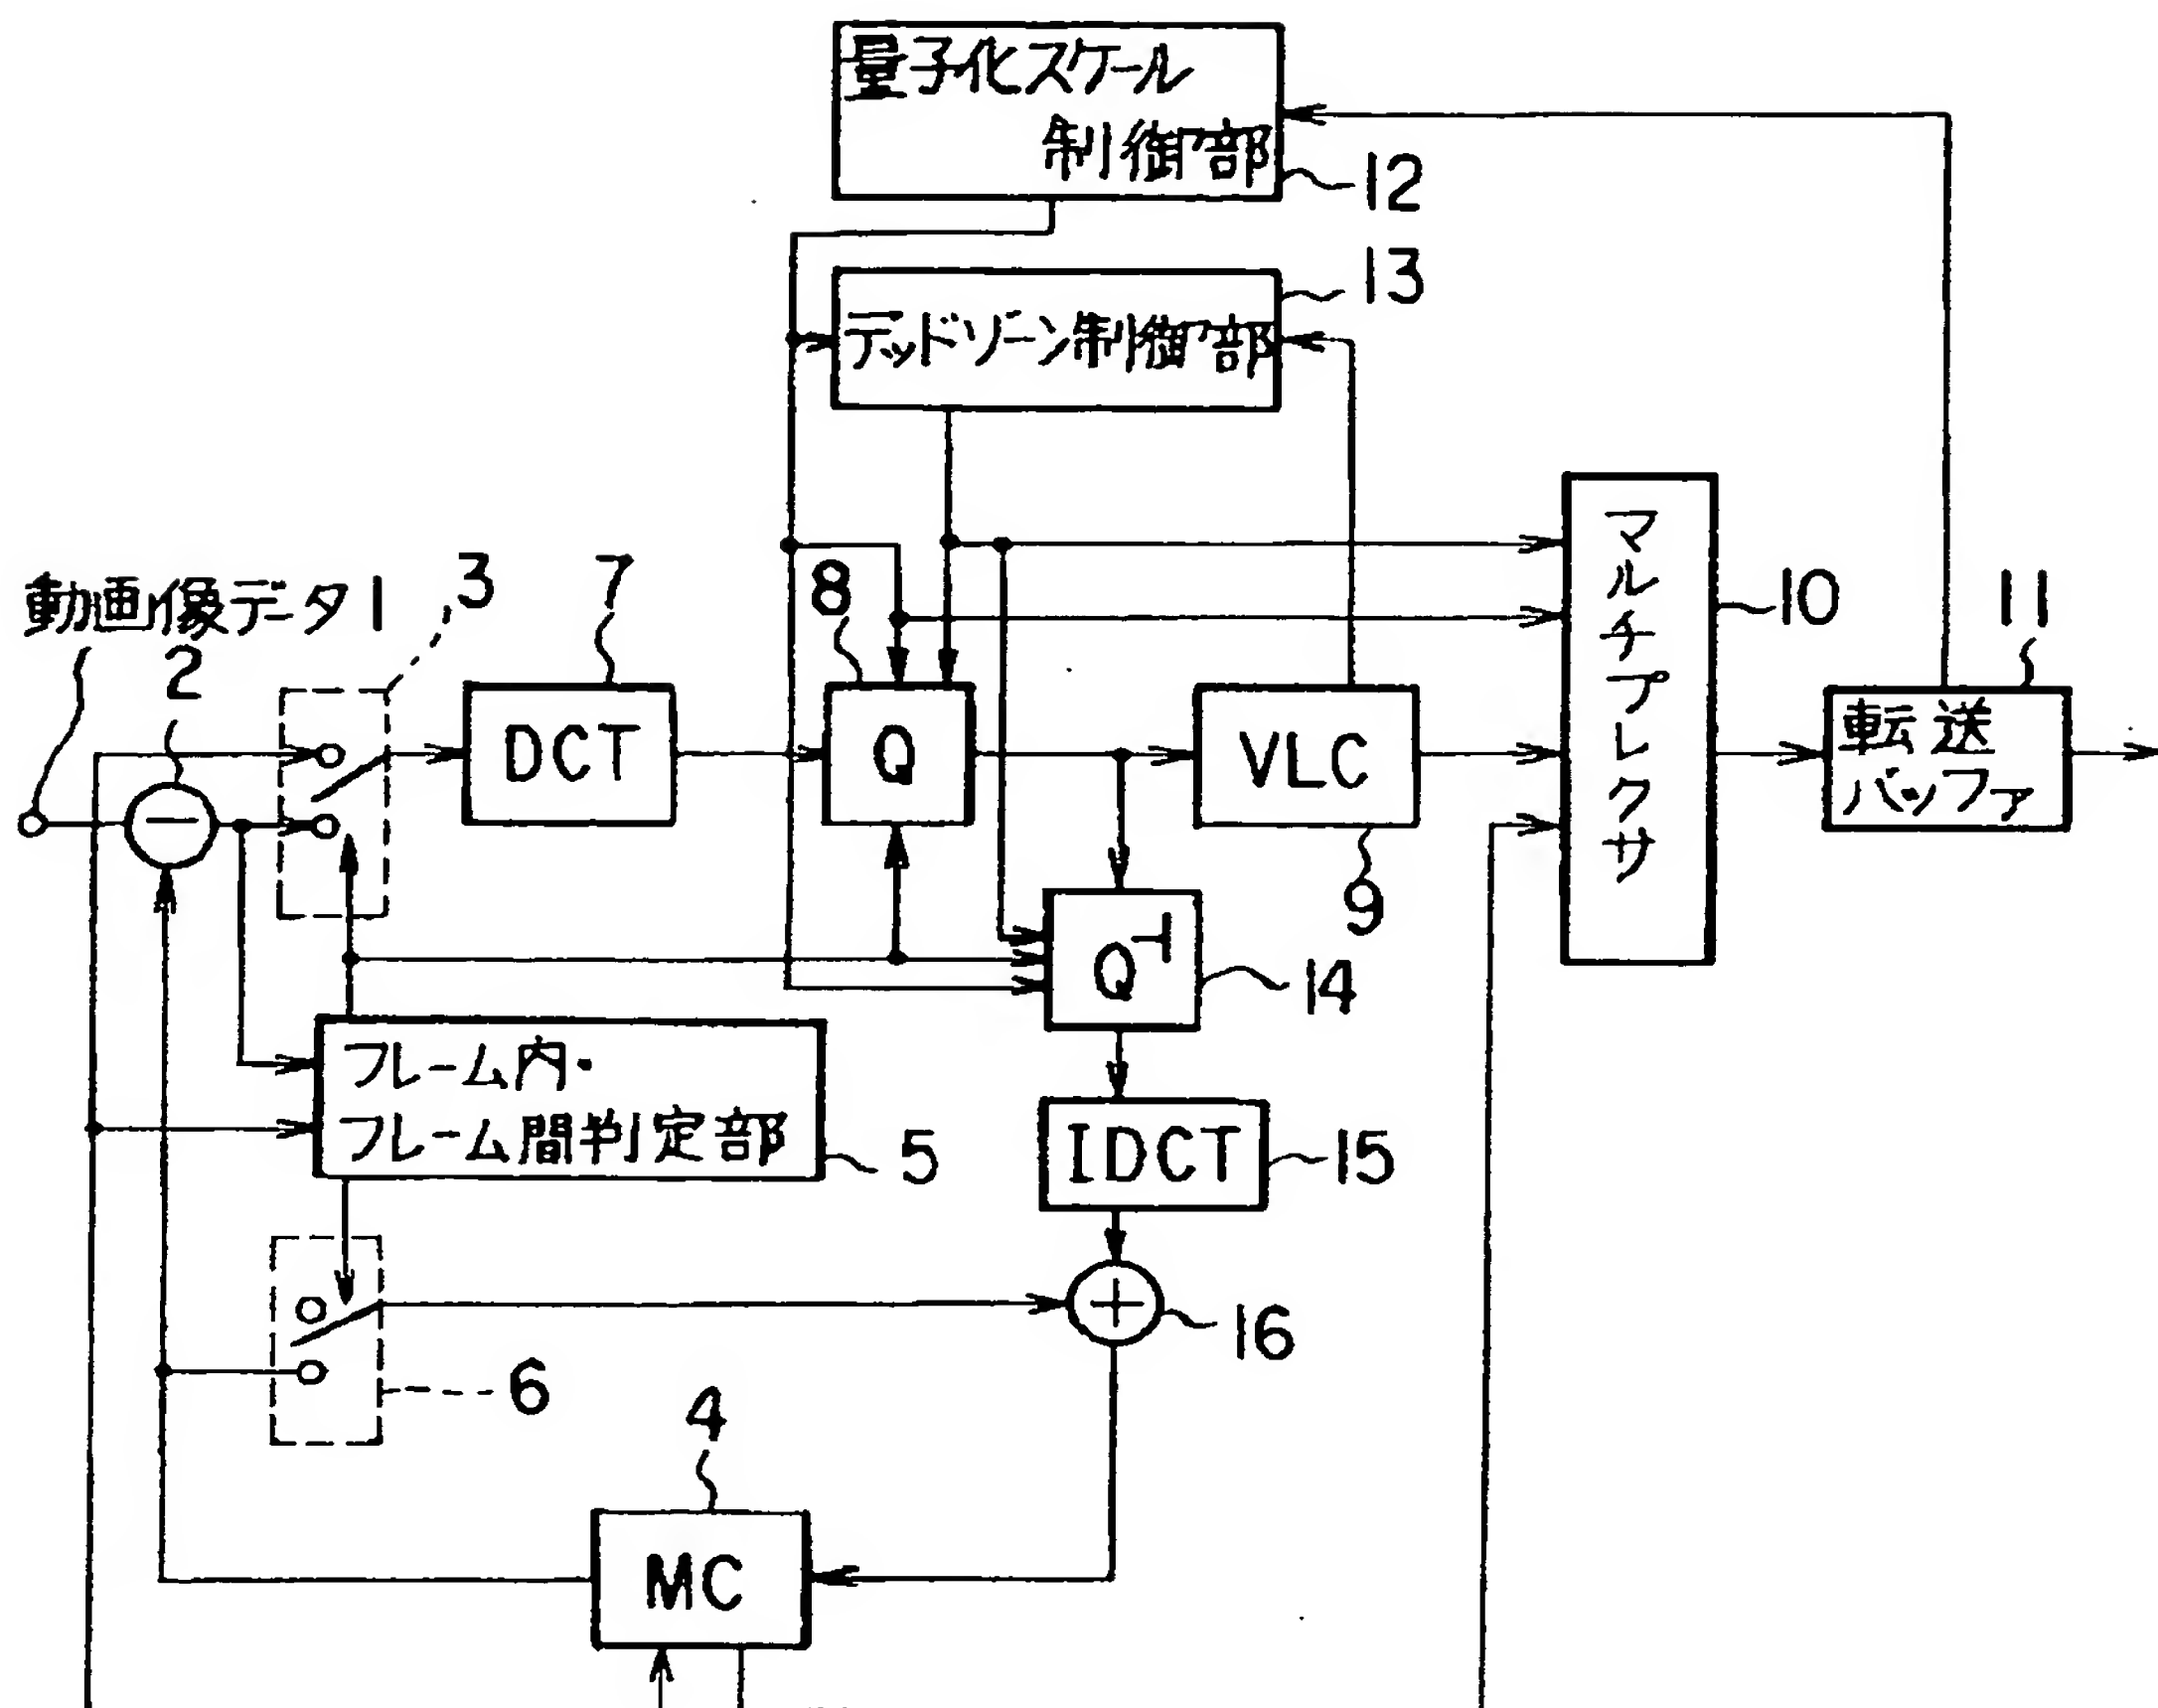 量子化スケール
制御部
12
13
デッドゾーン制御部
動画像データ1
2
3
7
8
DCT
Q
VLC
9
マルチプレクサ
10
11
転送
バッファ
Q⊣
14
フレーム内・
フレーム間判定部
5
IDCT
15
16
6
4
MC